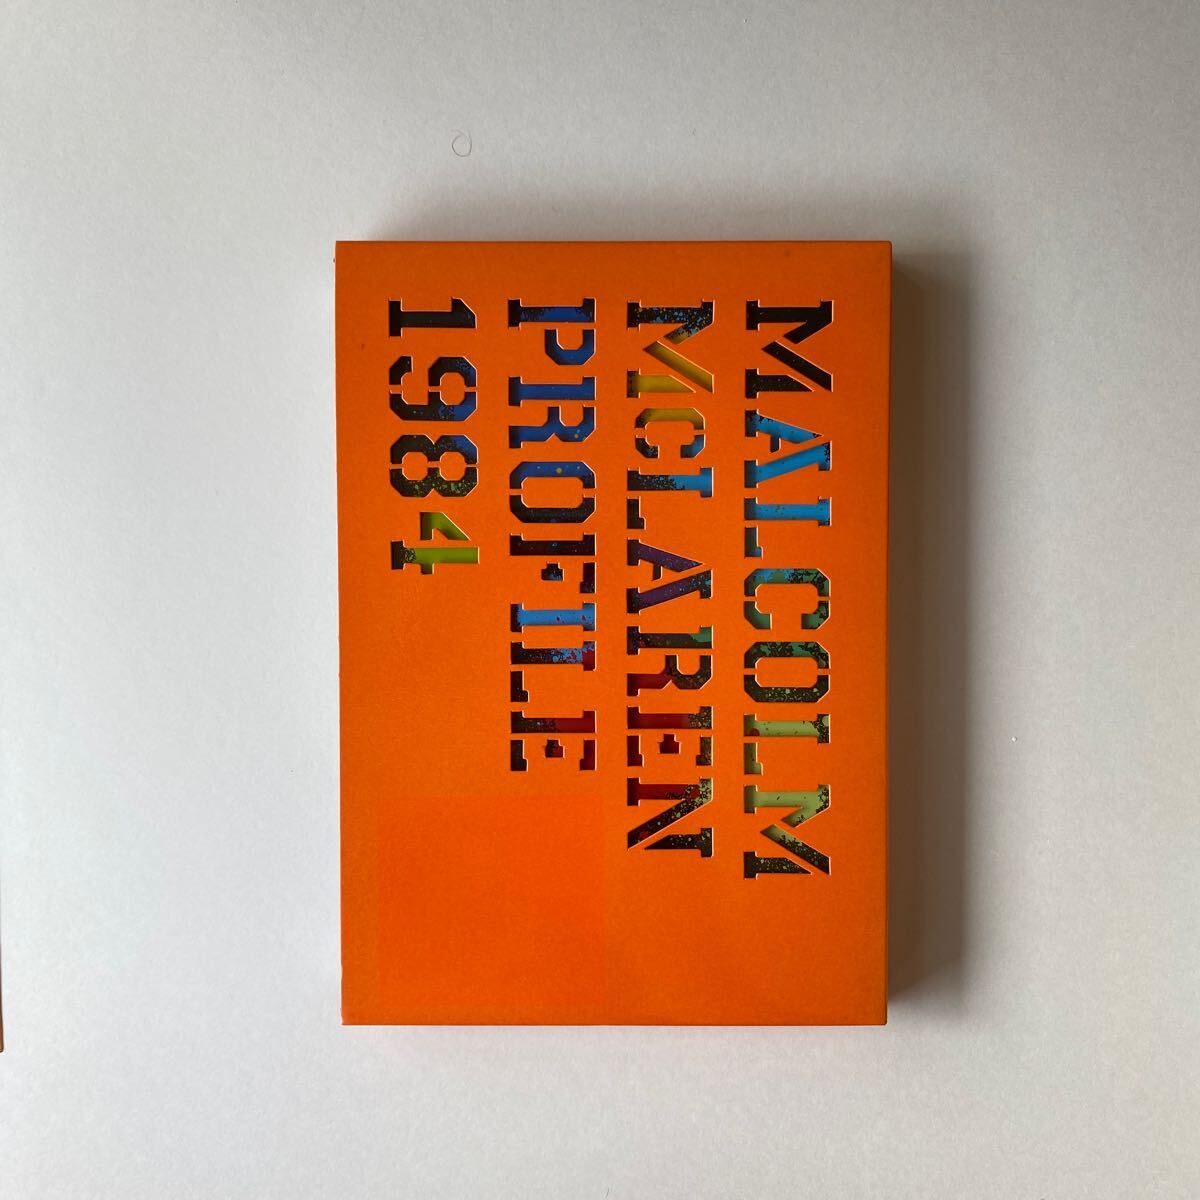 MALCOLM
McLAREN
PROFILE
1984